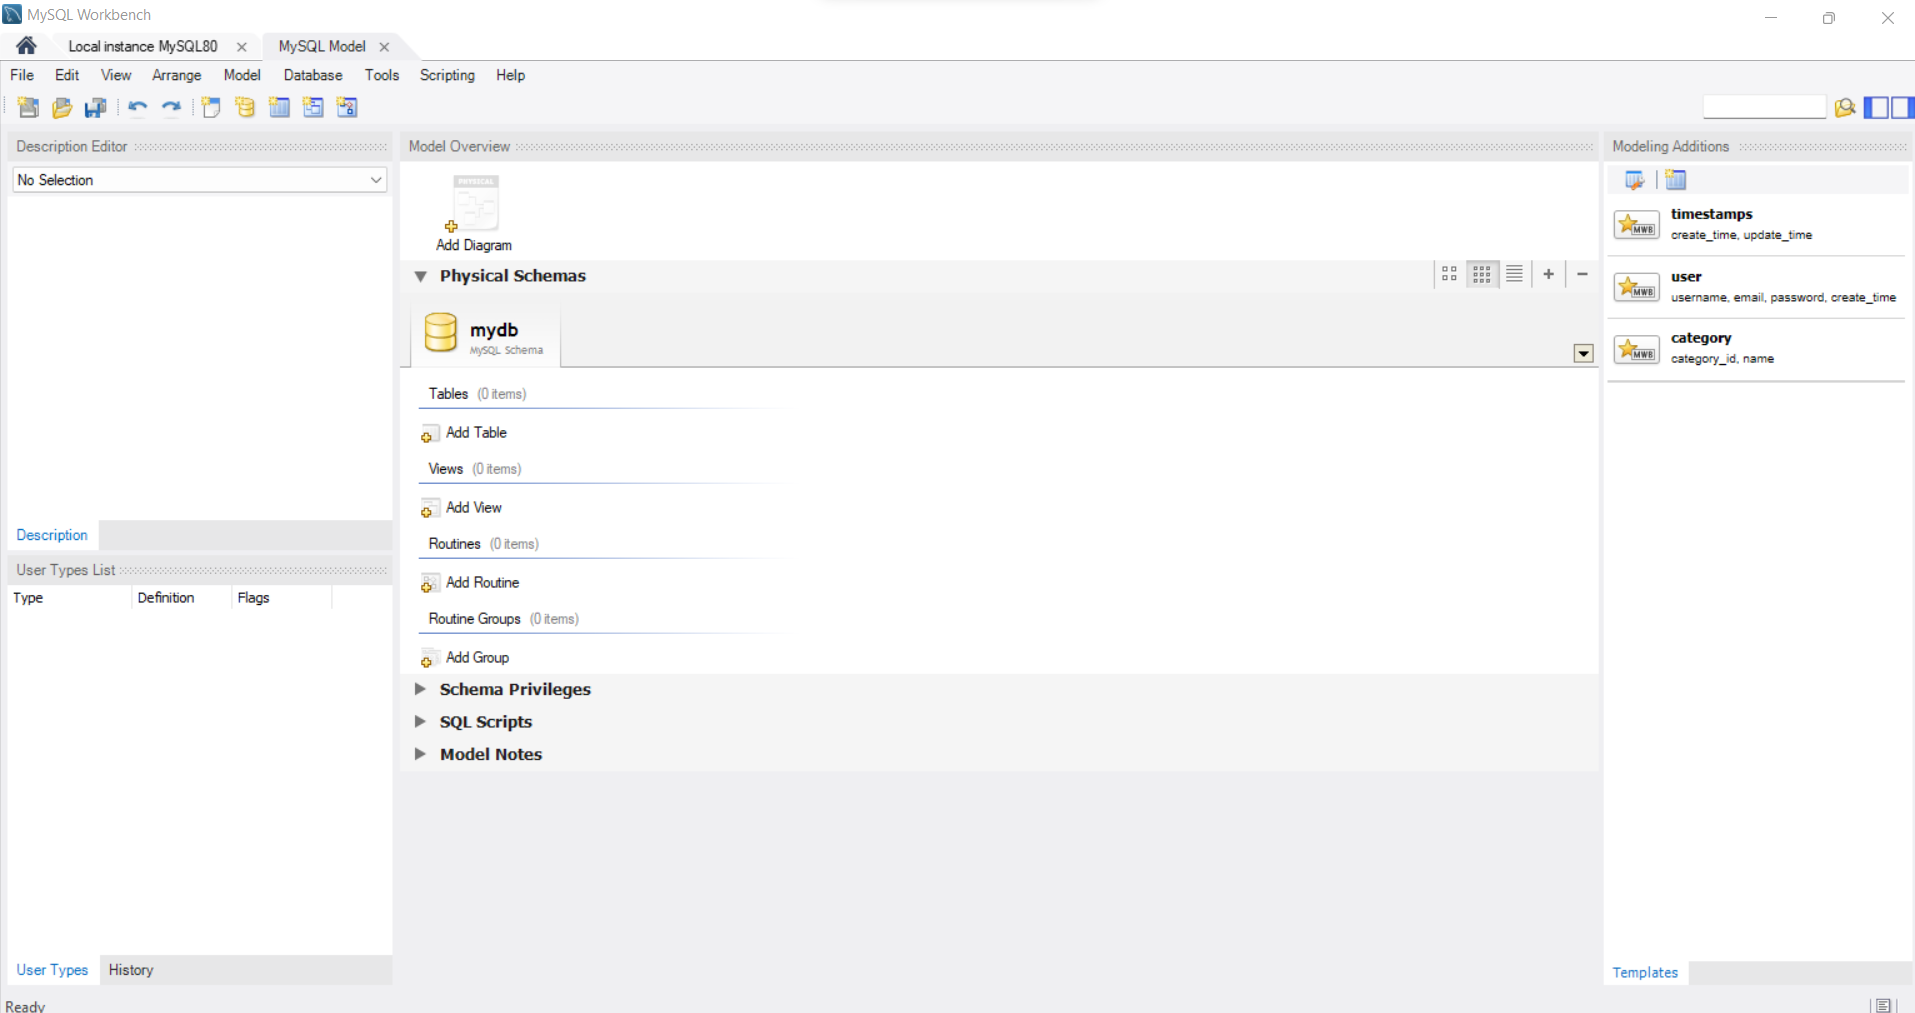 MySQL Workbench
Local instance MySQL80
MySQL Model
File Edit View Arrange Model Database Tools Scripting Help
Description Editor
No Selection
Description
User Types List
Type Definition Flags
User Types History
Ready
Model Overview
PHYSICAL
Add Diagram
Physical Schemas
mydb
MySQL Schema
Tables (0 items)
Add Table
Views (0 items)
Add View
Routines (0 items)
Add Routine
Routine Groups (0 items)
Add Group
Schema Privileges
SQL Scripts
Model Notes
Modeling Additions
MWB
timestamps
create_time, update_time
MWB
user
username, email, password, create_time
MWB
category
category_id, name
Templates